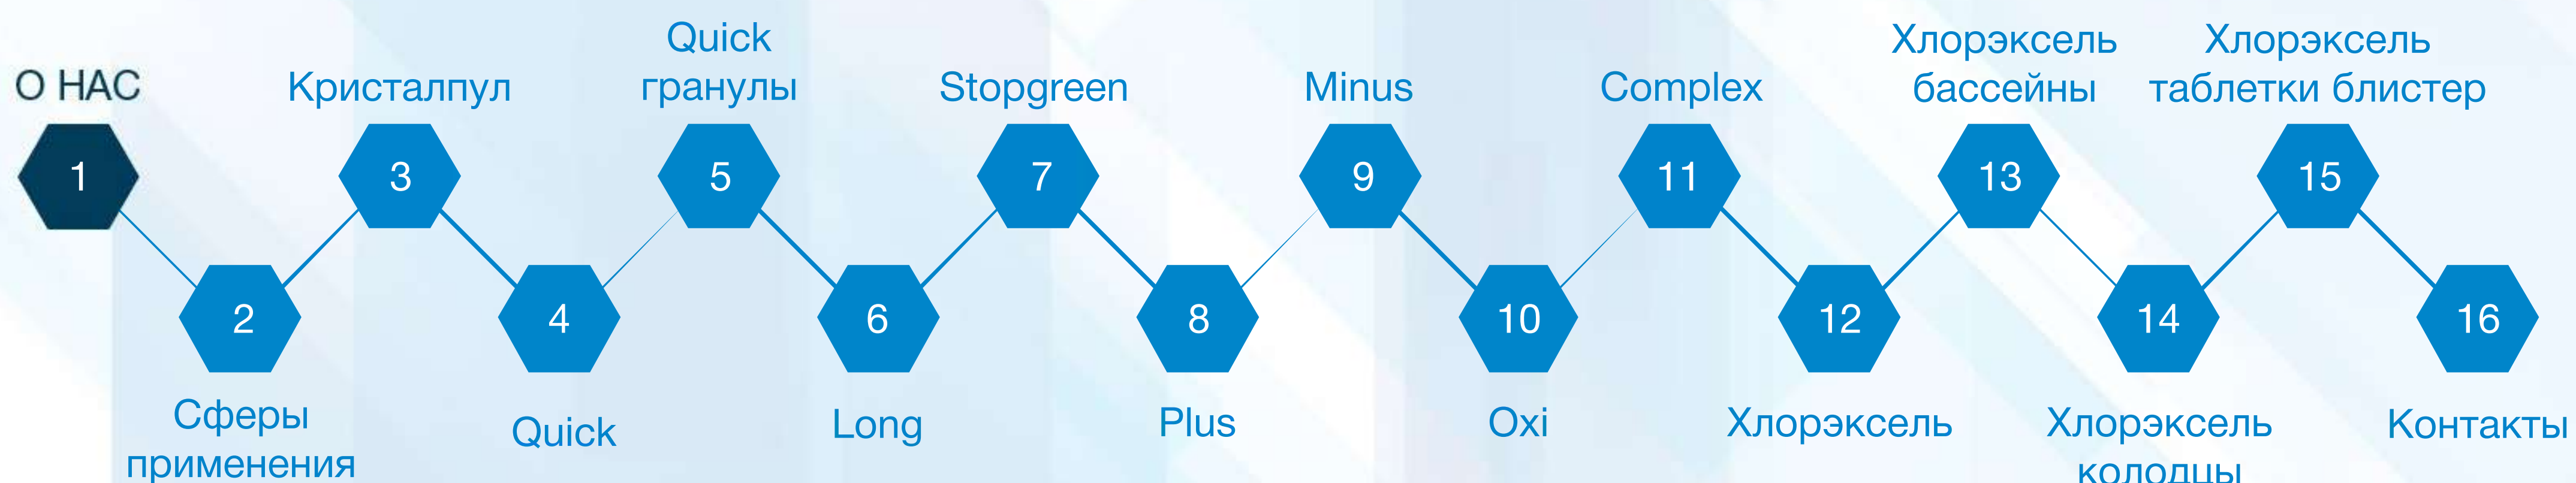 О НАС
1
Сферы
применения
2
Кристалпул
3
Quick
4
Quick
гранулы
5
Long
6
Stopgreen
7
Plus
8
Minus
9
Oxi
10
Complex
11
Хлорэксель
12
Хлорэксель
бассейны
13
Хлорэксель
колодцы
14
Хлорэксель
таблетки блистер
15
Контакты
16